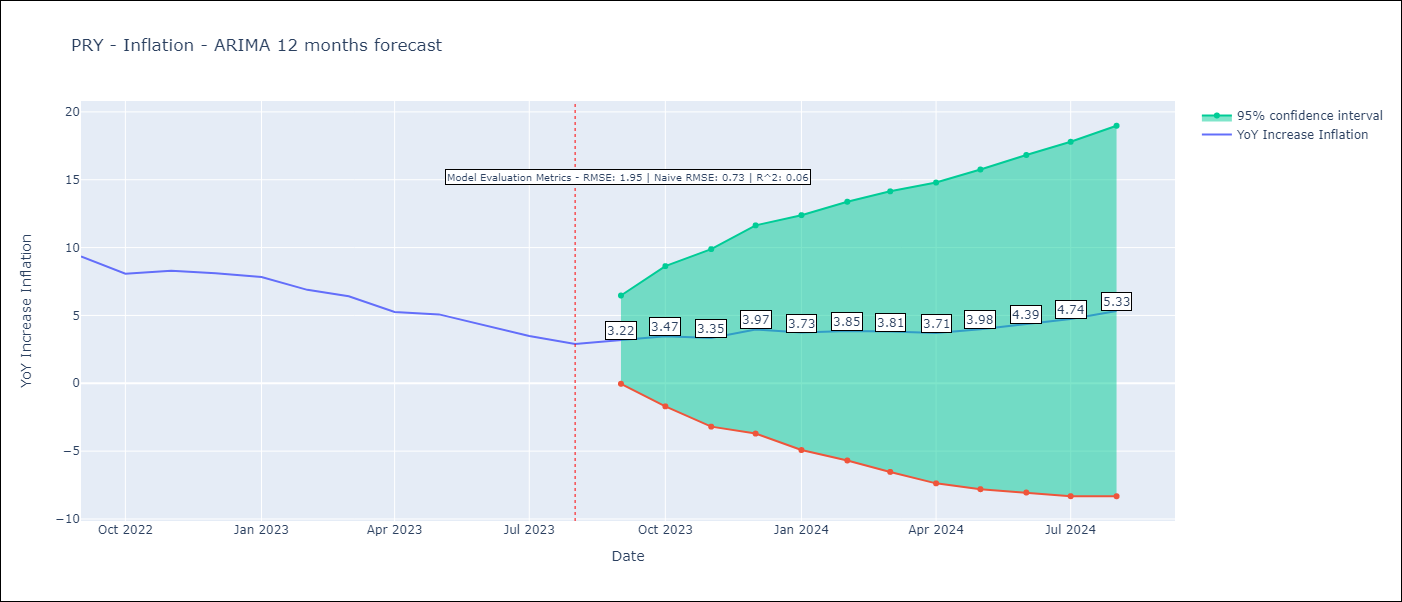 PRY - Inflation - ARIMA 12 months forecast
95% confidence interval
YoY Increase Inflation
Model Evaluation Metrics - RMSE: 1.95 | Naive RMSE: 0.73 | R^2: 0.06
YoY Increase Inflation
20
15
10
5
0
−5
−10
3.22
3.47
3.35
3.97
3.73
3.85
3.81
3.71
3.98
4.39
4.74
5.33
Oct 2022
Jan 2023
Apr 2023
Jul 2023
Oct 2023
Jan 2024
Apr 2024
Jul 2024
Date